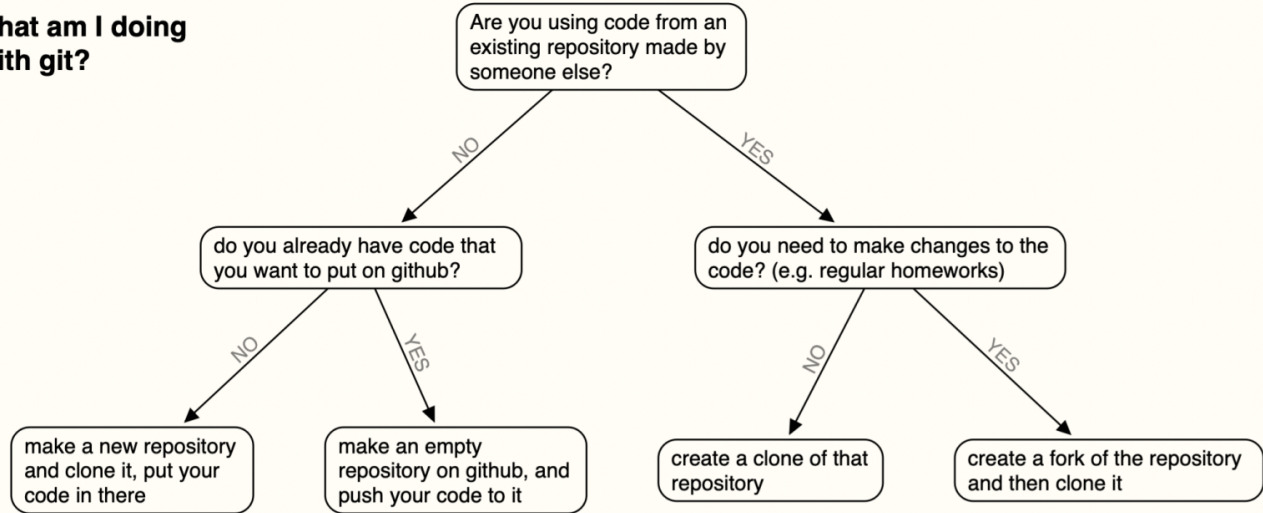 hat am I doing
ith git?
Are you using code from an
existing repository made by
someone else?
NO
YES
do you already have code that
you want to put on github?
do you need to make changes to the
code? (e.g. regular homeworks)
NO
YES
NO
YES
make a new repository
and clone it, put your
code in there
make an empty
repository on github, and
push your code to it
create a clone of that
repository
create a fork of the repository
and then clone it